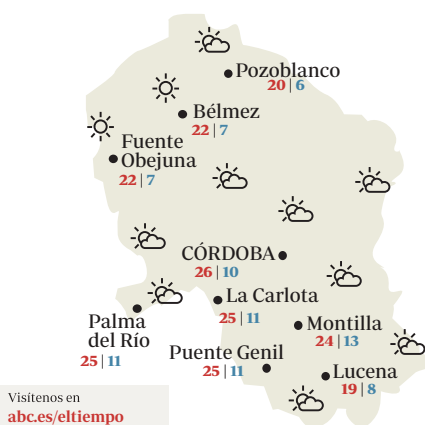 Pozoblanco
20 | 6
Bélmez
22 | 7
Fuente
Obejuna
22 | 7
CÓRDOBA
26 | 10
La Carlota
25 | 11
Palma
del Río
25 | 11
Montilla
24 | 13
Puente Genil
25 | 11
Lucena
19 | 8
Visítenos en
abc.es/eltiempo